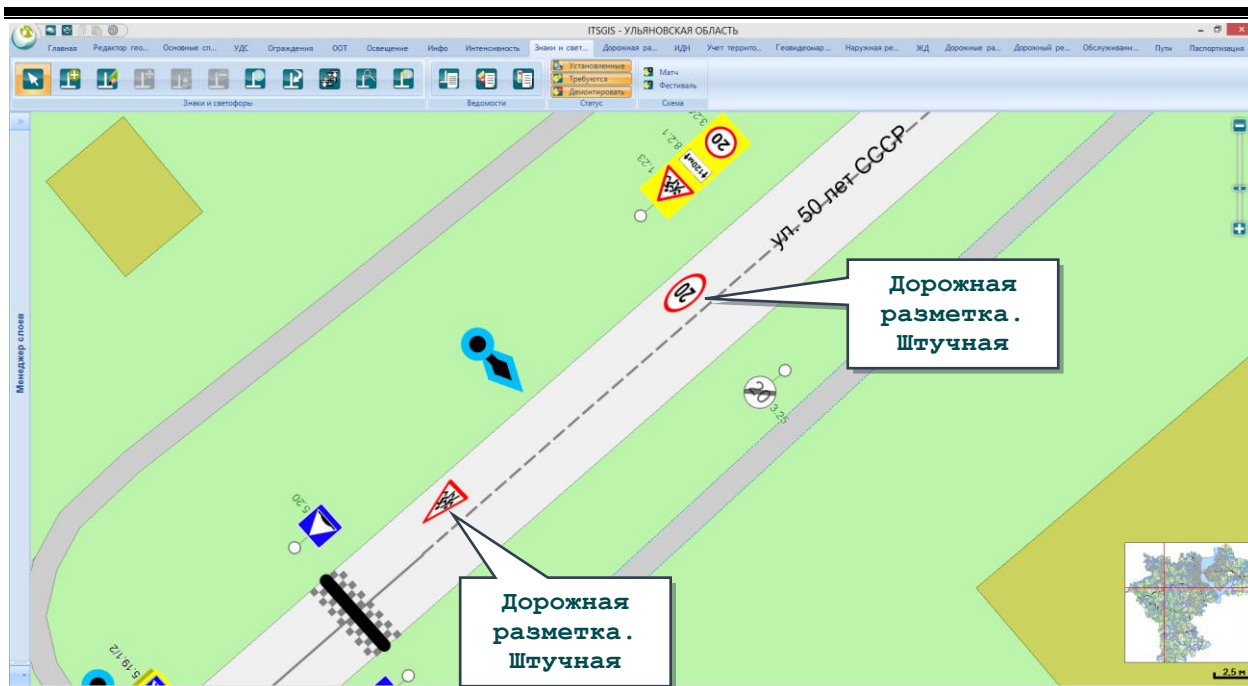 ITSGIS - УЛЬЯНОВСКАЯ ОБЛАСТЬ
Главная Редактор гео... Основные сп... УДС Ограждения ООТ Освещение Инфо Интенсивность Знаки и свет... Дорожная ра... ИДН Учет террито... Геовидеомар... Наружная ре... ЖД Дорожные ра... Дорожный ре... Обслуживани... Пути Паспортизация
Установленные
Требуются
Демонтировать
Матч
Фестиваль
Знаки и светофоры Ведомости Статус Схема
Менеджер слоев
8.2.1
1.23
20
120м
ул. 50 лет СССР
20
Дорожная
разметка.
Штучная
20
3.25
5.20
Дорожная
разметка.
Штучная
5.19.1/2
2,5 м